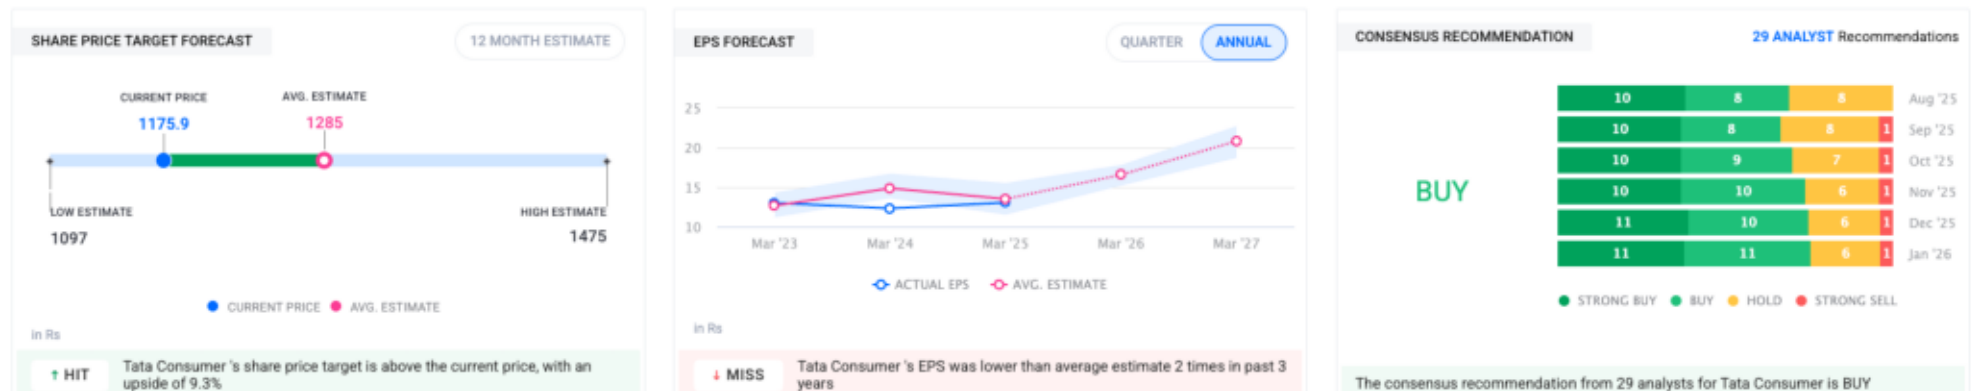 SHARE PRICE TARGET FORECAST
12 MONTH ESTIMATE
CURRENT PRICE
AVG. ESTIMATE
1175.9
1285
LOW ESTIMATE
HIGH ESTIMATE
1097
1475
CURRENT PRICE
AVG. ESTIMATE
in Rs
↑ HIT
Tata Consumer 's share price target is above the current price, with an
upside of 9.3%
EPS FORECAST
QUARTER
ANNUAL
25
20
15
10
Mar '23
Mar '24
Mar '25
Mar '26
Mar '27
ACTUAL EPS
AVG. ESTIMATE
in Rs
↓ MISS
Tata Consumer 's EPS was lower than average estimate 2 times in past 3
years
CONSENSUS RECOMMENDATION
29 ANALYST Recommendations
BUY
10 8 8 Aug '25
10 8 8 1 Sep '25
10 9 7 1 Oct '25
10 10 6 1 Nov '25
11 10 6 1 Dec '25
11 11 6 1 Jan '26
STRONG BUY
BUY
HOLD
STRONG SELL
The consensus recommendation from 29 analysts for Tata Consumer is BUY